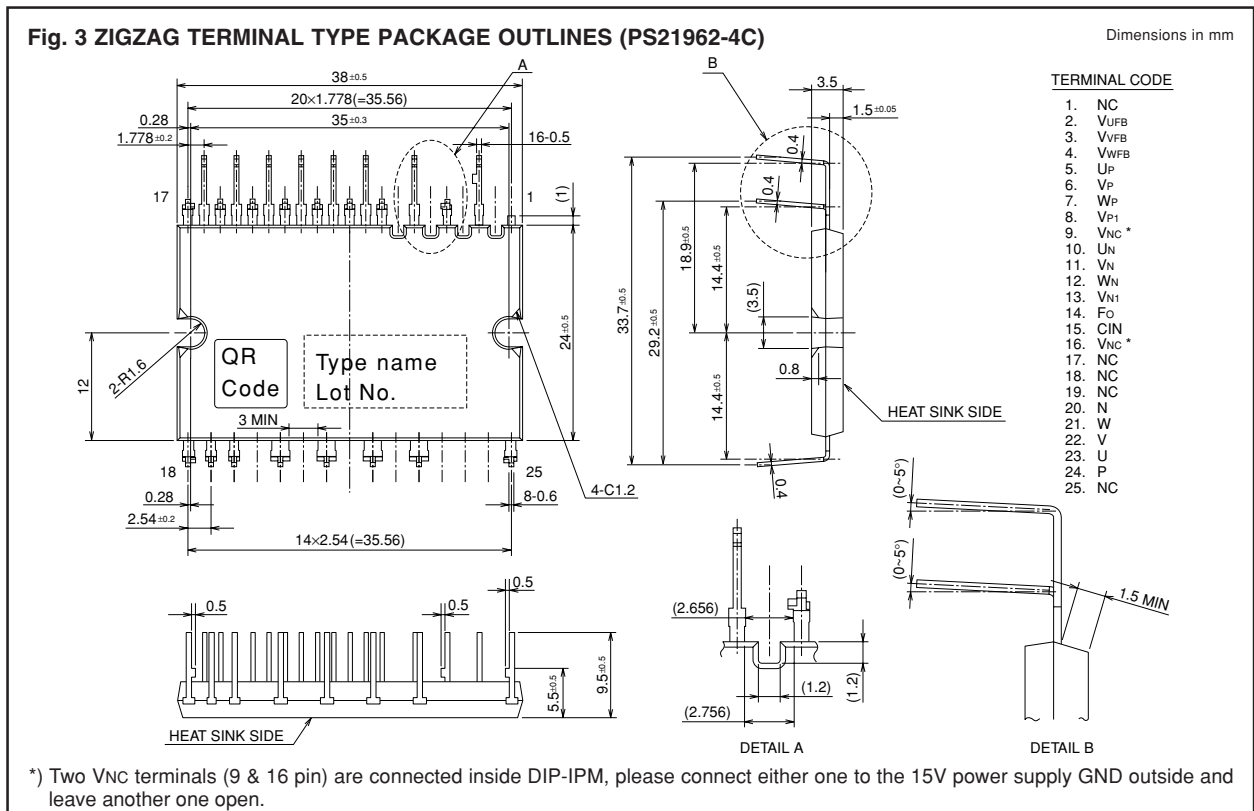 Fig. 3 ZIGZAG TERMINAL TYPE PACKAGE OUTLINES (PS21962-4C)
Dimensions in mm
A
38±0.5
20×1.778(=35.56)
0.28
35±0.3
1.778±0.2
16-0.5
17
1
(1)
24±0.5
12
2-R1.6
QR
Code
Type name
Lot No.
3 MIN
18
25
0.28
2.54±0.2
4-C1.2
8-0.6
14×2.54(=35.56)
B
3.5
1.5±0.05
0.4
0.4
33.7±0.5
29.2±0.5
18.9±0.5
14.4±0.5
(3.5)
0.8
14.4±0.5
HEAT SINK SIDE
0.4
TERMINAL CODE
1. NC
2. VUFB
3. VVFB
4. VWFB
5. UP
6. VP
7. WP
8. VP1
9. VNC *
10. UN
11. VN
12. WN
13. VN1
14. FO
15. CIN
16. VNC *
17. NC
18. NC
19. NC
20. N
21. W
22. V
23. U
24. P
25. NC
0.5
0.5
0.5
5.5±0.5
9.5±0.5
HEAT SINK SIDE
(2.656)
(1.2)
(1.2)
(2.756)
DETAIL A
(0~5°)
(0~5°)
1.5 MIN
DETAIL B
*) Two VNC terminals (9 & 16 pin) are connected inside DIP-IPM, please connect either one to the 15V power supply GND outside and
leave another one open.